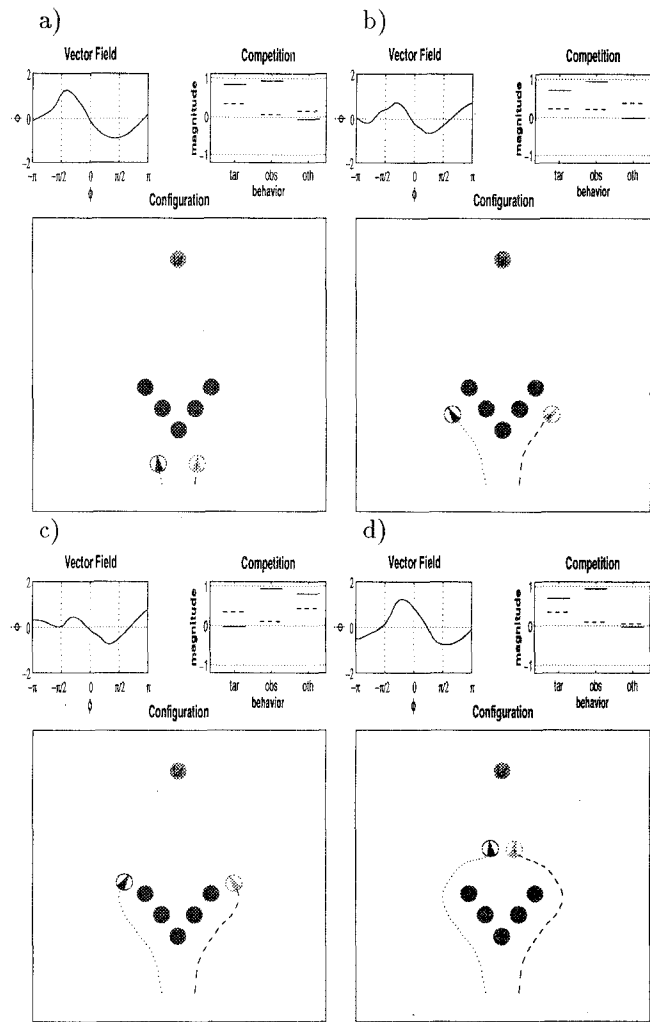 a)
b)
Vector Field
Competition
Vector Field
Competition
2
0
-2
-π
-π/2
0
π/2
π
ϕ
magnitude
1
0
-1
tar
obs
oth
behavior
2
0
-2
-π
-π/2
0
π/2
π
ϕ
magnitude
1
0
-1
tar
obs
oth
behavior
Configuration
Configuration
c)
d)
Vector Field
Competition
Vector Field
Competition
2
0
-2
-π
-π/2
0
π/2
π
ϕ
magnitude
1
0
-1
tar
obs
oth
behavior
2
0
-2
-π
-π/2
0
π/2
π
ϕ
magnitude
1
0
-1
tar
obs
oth
behavior
Configuration
Configuration